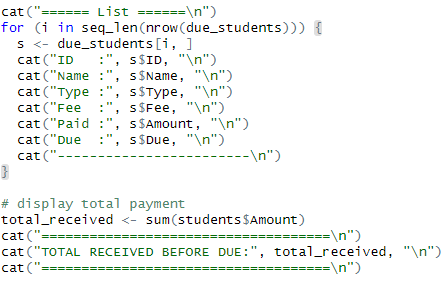 cat("====== List ======\n")
for (i in seq_len(nrow(due_students))) {
  s <- due_students[i, ]
  cat("ID   :", s$ID, "\n")
  cat("Name :", s$Name, "\n")
  cat("Type :", s$Type, "\n")
  cat("Fee  :", s$Fee, "\n")
  cat("Paid :", s$Amount, "\n")
  cat("Due  :", s$Due, "\n")
  cat("------------------------\n")
}

# display total payment
total_received <- sum(students$Amount)
cat("====================================\n")
cat("TOTAL RECEIVED BEFORE DUE:", total_received, "\n")
cat("====================================\n")